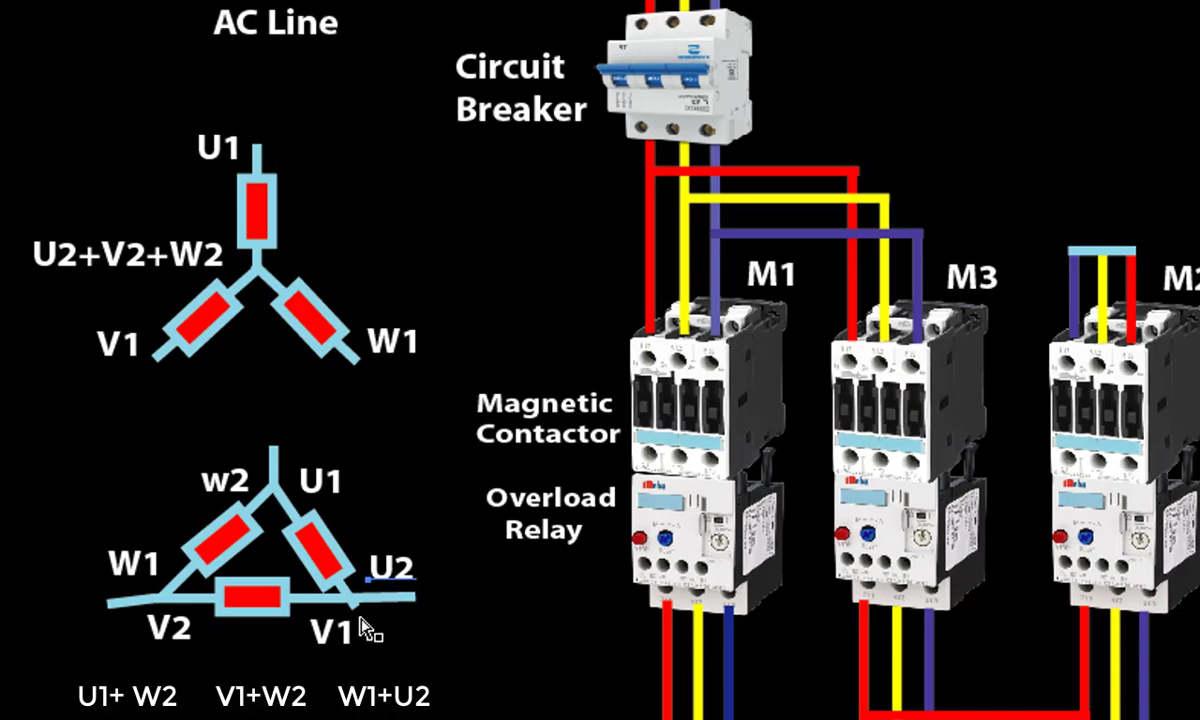 AC Line
Circuit
Breaker
U1
U2+V2+W2
V1
W1
M1
M3
M2
Magnetic
Contactor
Overload
Relay
w2
U1
W1
U2
V2
V1
U1+ W2
V1+W2
W1+U2